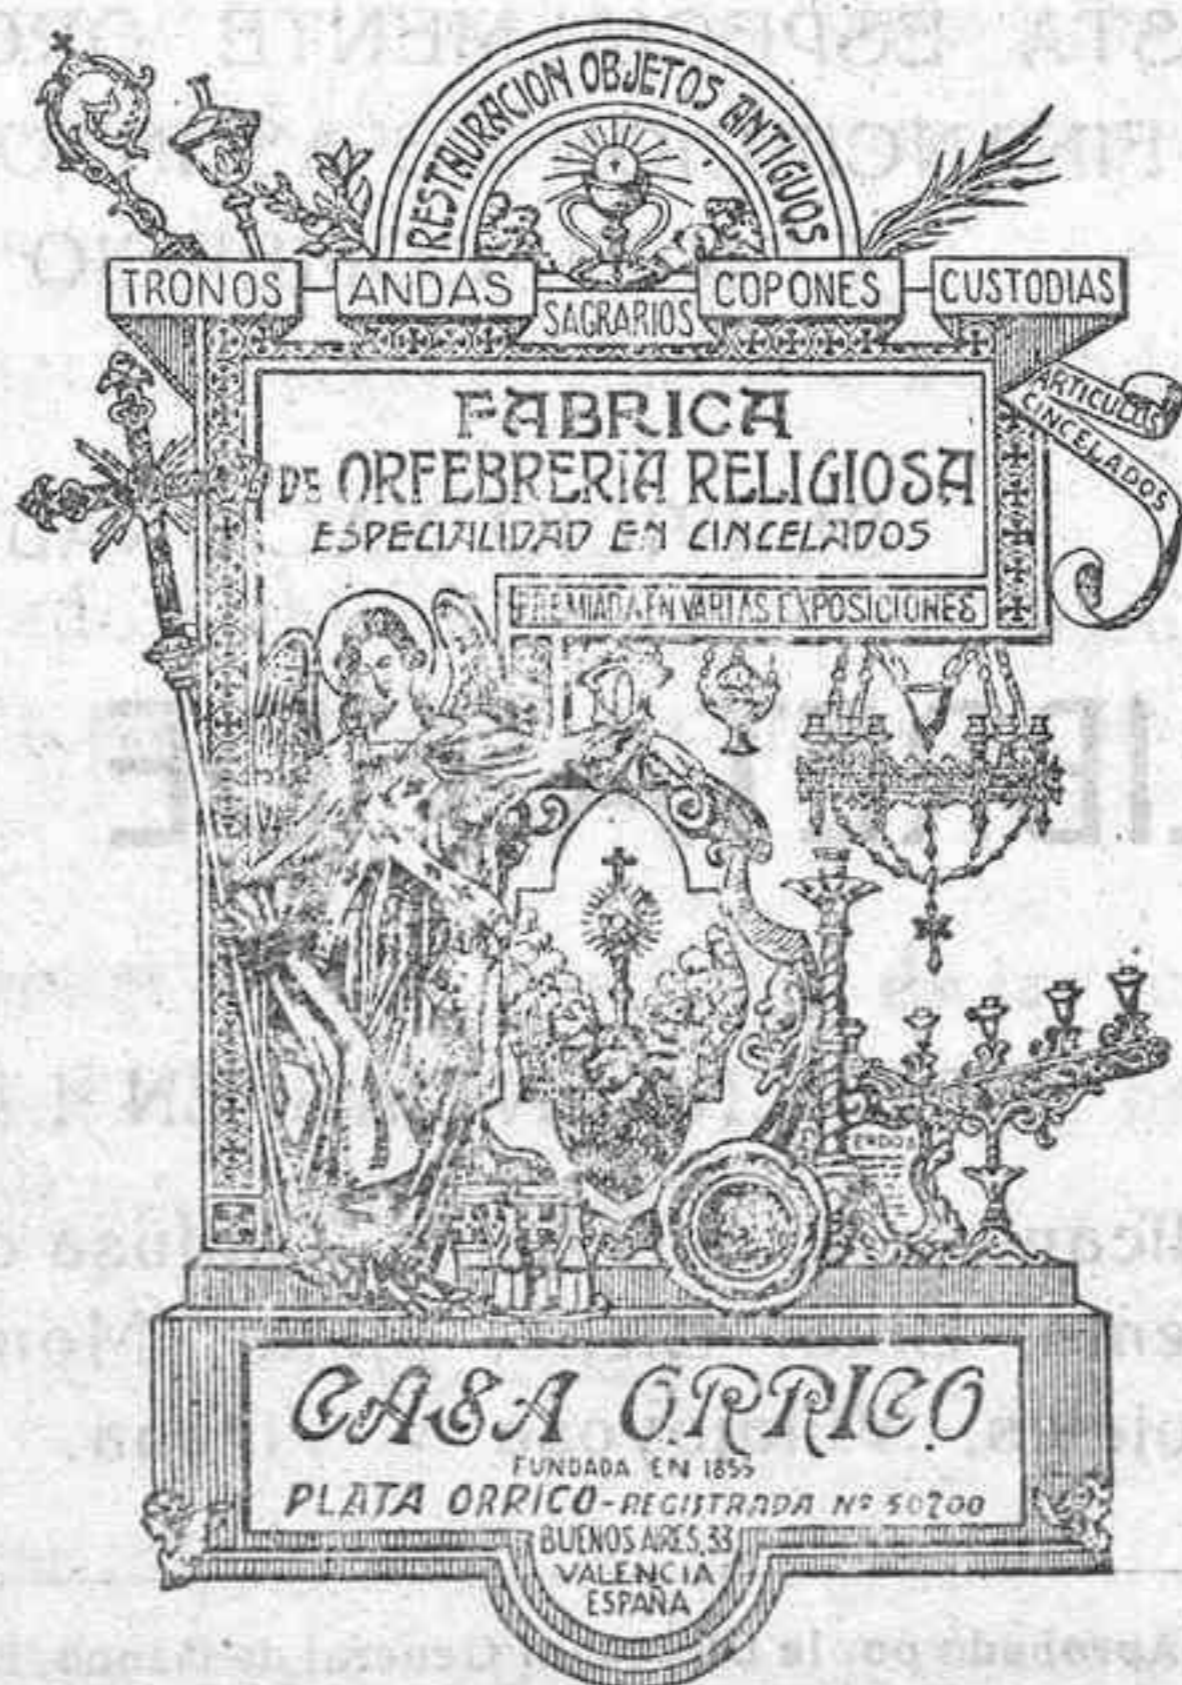 RESTAURACION OBJETOS ANTIGUOS
TRONOS ANDAS SAGRARIOS COPONES CUSTODIAS
ARTICULOS
CINCELADOS
FABRICA
DE ORFEBRERIA RELIGIOSA
ESPECIALIDAD EN CINCELADOS
PREMIADA EN VARIAS EXPOSICIONES
CASA ORRICO
FUNDADA EN 1855
PLATA ORRICO - REGISTRADA Nº 50200
BUENOS AIRES, 33
VALENCIA
ESPAÑA